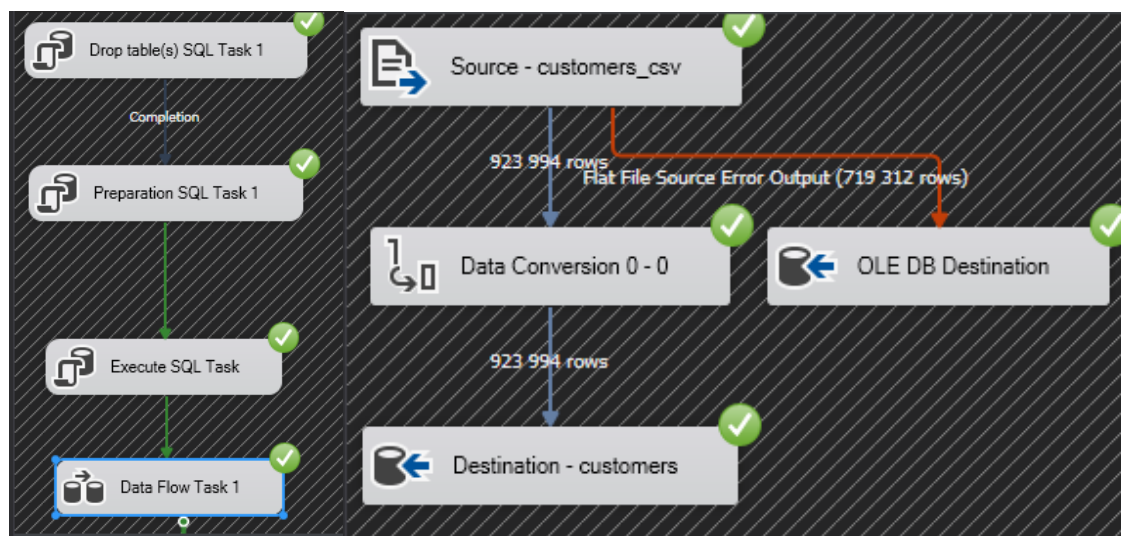 Drop table(s) SQL Task 1
Completion
Preparation SQL Task 1
Execute SQL Task
Data Flow Task 1
Source - customers_csv
923 994 rows
Flat File Source Error Output (719 312 rows)
Data Conversion 0 - 0
OLE DB Destination
923 994 rows
Destination - customers